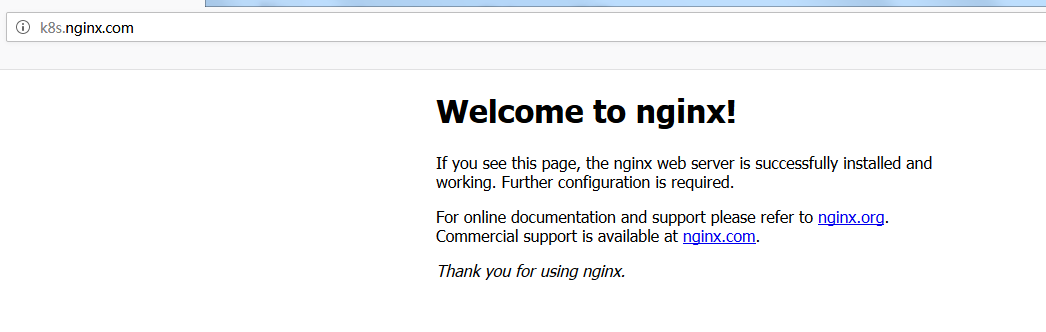 k8s.nginx.com
Welcome to nginx!
If you see this page, the nginx web server is successfully installed and
working. Further configuration is required.
For online documentation and support please refer to nginx.org.
Commercial support is available at nginx.com.
Thank you for using nginx.